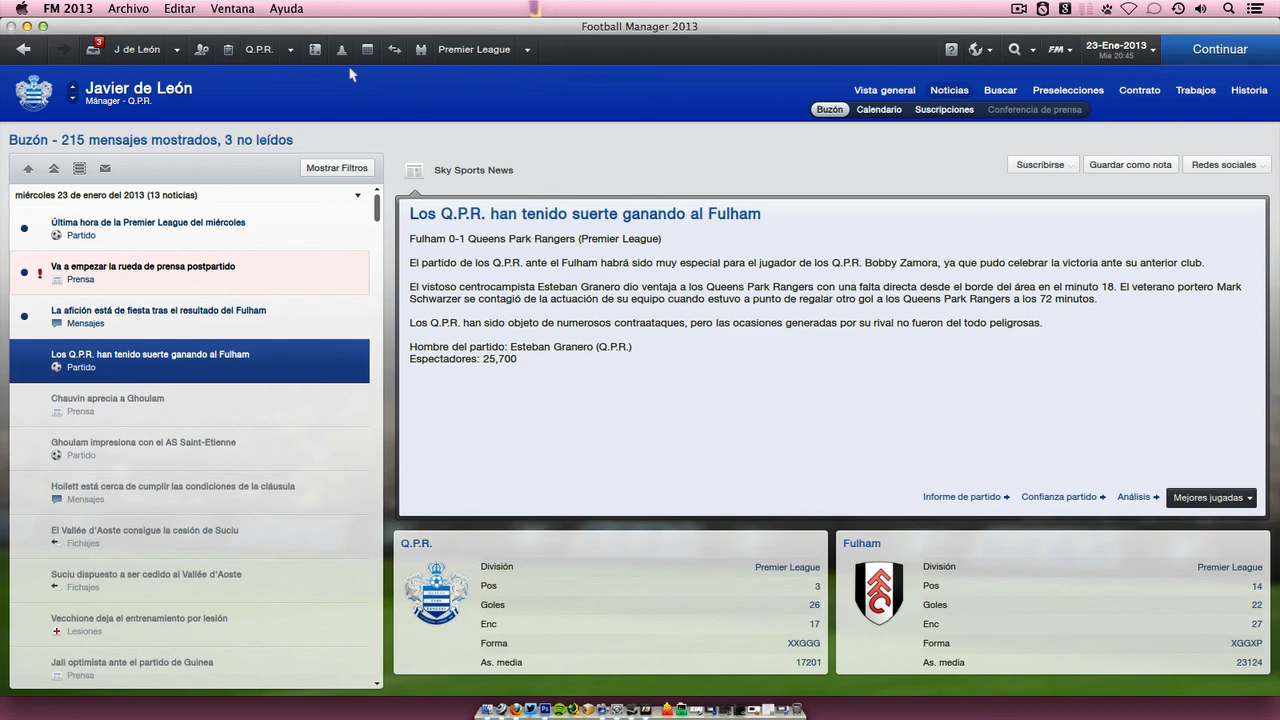 FM 2013 Archivo Editar Ventana Ayuda
Football Manager 2013
3 J de León Q.P.R. Premier League FM 23-Ene-2013 Mié 20:45 Continuar
Javier de León
Mánager - Q.P.R.
Vista general Noticias Buscar Preselecciones Contrato Trabajos Historia
Buzón Calendario Suscripciones Conferencia de prensa
Buzón - 215 mensajes mostrados, 3 no leídos
Mostrar Filtros
miércoles 23 de enero del 2013 (13 noticias)
Última hora de la Premier League del miércoles
Partido
Va a empezar la rueda de prensa postpartido
Prensa
La afición está de fiesta tras el resultado del Fulham
Mensajes
Los Q.P.R. han tenido suerte ganando al Fulham
Partido
Chauvin aprecia a Ghoulam
Prensa
Ghoulam impresiona con el AS Saint-Etienne
Partido
Hoilett está cerca de cumplir las condiciones de la cláusula
Mensajes
El Vallée d'Aoste consigue la cesión de Suciu
Fichajes
Suciu dispuesto a ser cedido al Vallée d'Aoste
Fichajes
Vecchione deja el entrenamiento por lesión
Lesiones
Jali optimista ante el partido de Guinea
Prensa
Sky Sports News
Suscribirse Guardar como nota Redes sociales
Los Q.P.R. han tenido suerte ganando al Fulham
Fulham 0-1 Queens Park Rangers (Premier League)
El partido de los Q.P.R. ante el Fulham habrá sido muy especial para el jugador de los Q.P.R. Bobby Zamora, ya que pudo celebrar la victoria ante su anterior club.
El vistoso centrocampista Esteban Granero dio ventaja a los Queens Park Rangers con una falta directa desde el borde del área en el minuto 18. El veterano portero Mark
Schwarzer se contagió de la actuación de su equipo cuando estuvo a punto de regalar otro gol a los Queens Park Rangers a los 72 minutos.
Los Q.P.R. han sido objeto de numerosos contraataques, pero las ocasiones generadas por su rival no fueron del todo peligrosas.
Hombre del partido: Esteban Granero (Q.P.R.)
Espectadores: 25,700
Informe de partido Confianza partido Análisis Mejores jugadas
Q.P.R.
División Premier League
Pos 3
Goles 26
Enc 17
Forma XXGGG
As. media 17201
Fulham
División Premier League
Pos 14
Goles 22
Enc 27
Forma XGGXP
As. media 23124